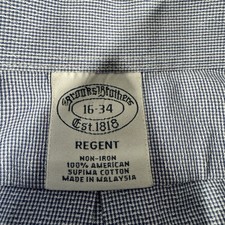 Brooks Brothers
16-34
Est. 1818
REGENT
NON-IRON
100% AMERICAN
SUPIMA COTTON
MADE IN MALAYSIA